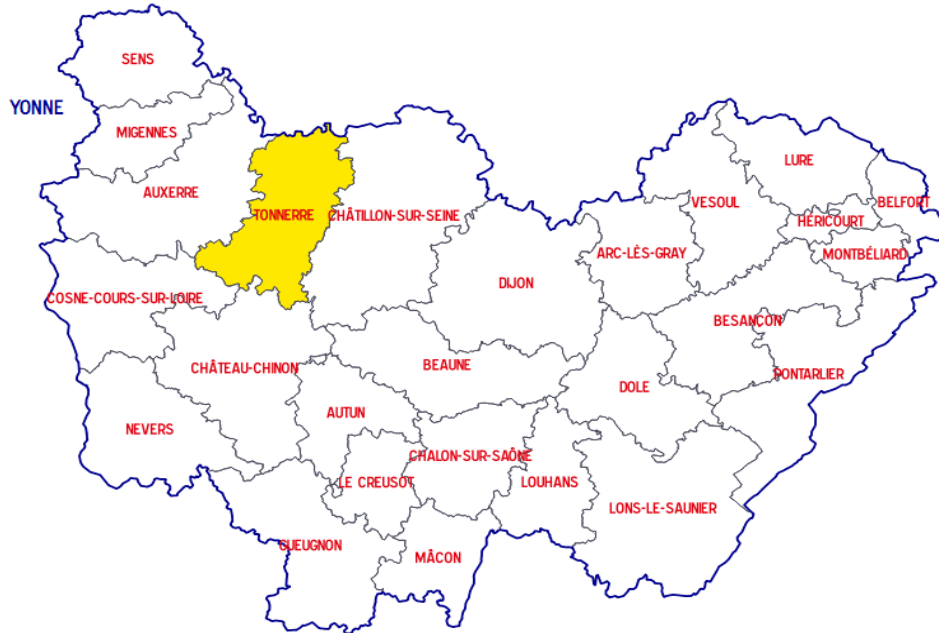 SENS
YONNE
MIGENNES
LURE
AUXERRE
BELFORT
VESOUL
TONNERRE
CHÂTILLON-SUR-SEINE
HÉRICOURT
ARC-LÈS-GRAY
MONTBÉLIARD
DIJON
COSNE-COURS-SUR-LOIRE
BESANÇON
CHÂTEAU-CHINON
BEAUNE
PONTARLIER
DOLE
AUTUN
NEVERS
CHALON-SUR-SAÔNE
LE CREUSOT
LOUHANS
LONS-LE-SAUNIER
GUEUGNON
MÂCON